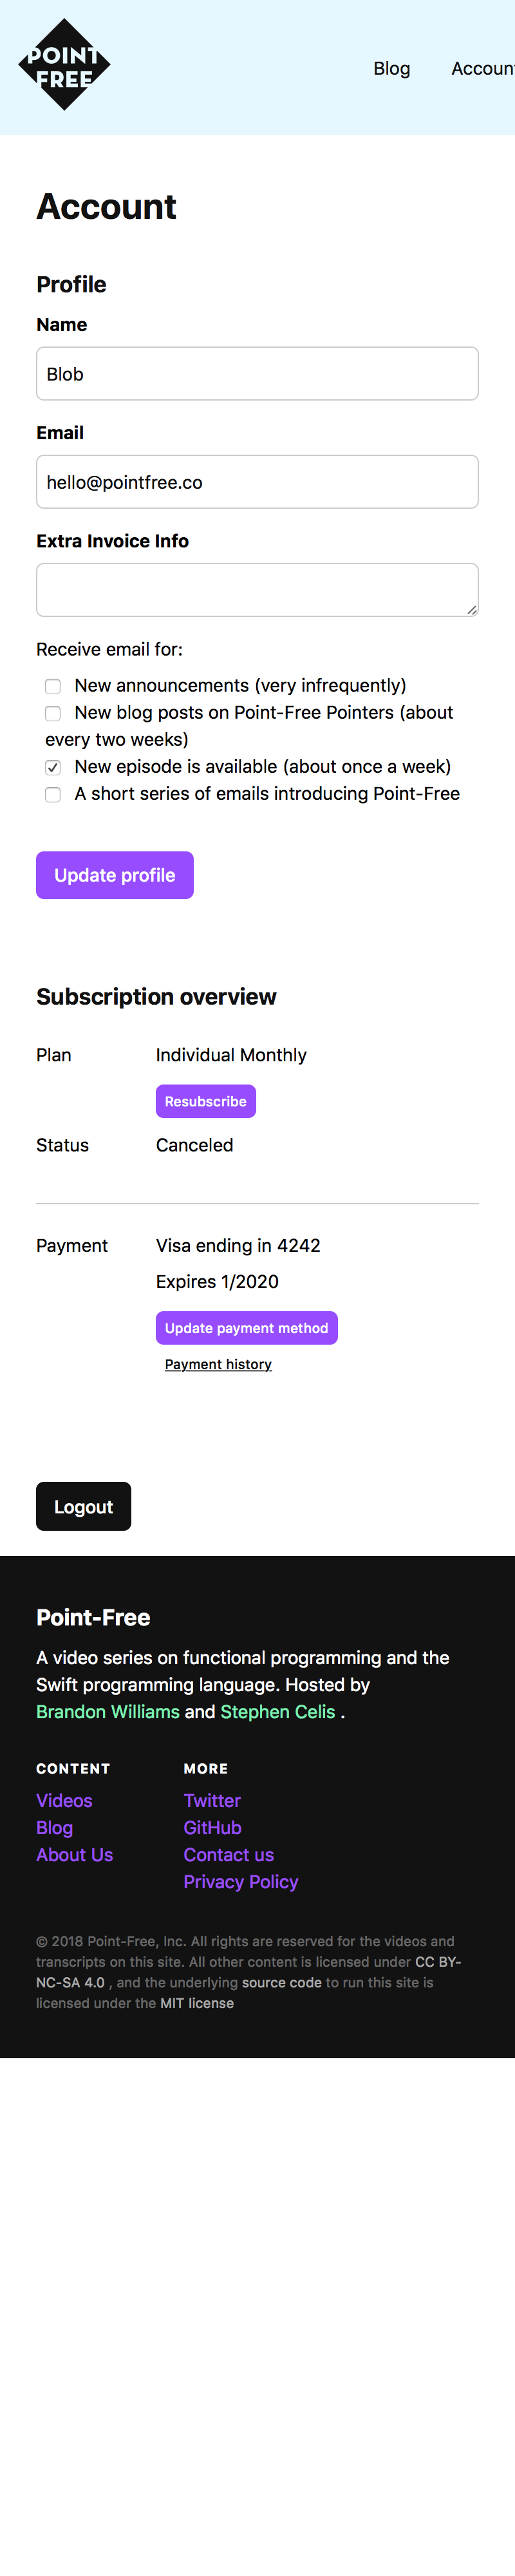 POINT
FREE
Blog
Account
Account
Profile
Name
Blob
Email
hello@pointfree.co
Extra Invoice Info
Receive email for:
New announcements (very infrequently)
New blog posts on Point-Free Pointers (about
every two weeks)
New episode is available (about once a week)
A short series of emails introducing Point-Free
Update profile
Subscription overview
Plan
Individual Monthly
Resubscribe
Status
Canceled
Payment
Visa ending in 4242
Expires 1/2020
Update payment method
Payment history
Logout
Point-Free
A video series on functional programming and the
Swift programming language. Hosted by
Brandon Williams and Stephen Celis .
CONTENT
Videos
Blog
About Us
MORE
Twitter
GitHub
Contact us
Privacy Policy
© 2018 Point-Free, Inc. All rights are reserved for the videos and
transcripts on this site. All other content is licensed under CC BY-
NC-SA 4.0 , and the underlying source code to run this site is
licensed under the MIT license